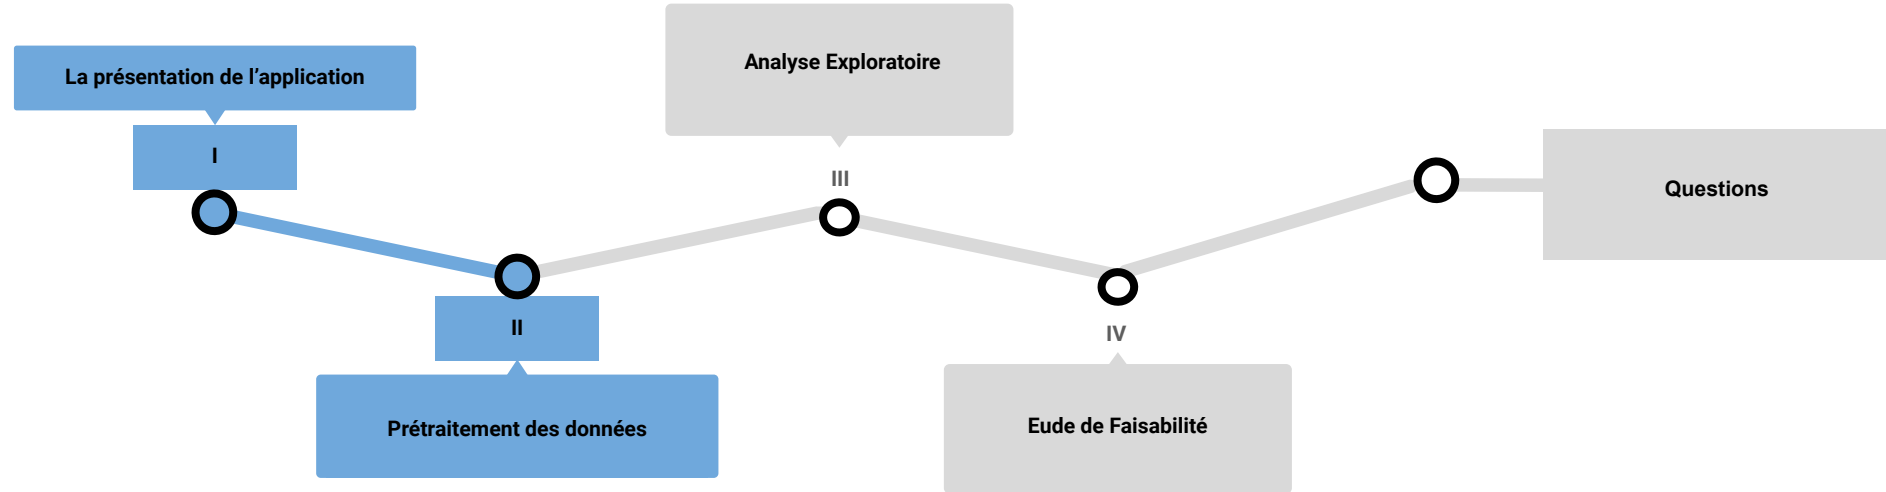 La présentation de l’application
I
II
Prétraitement des données
Analyse Exploratoire
III
IV
Eude de Faisabilité
Questions